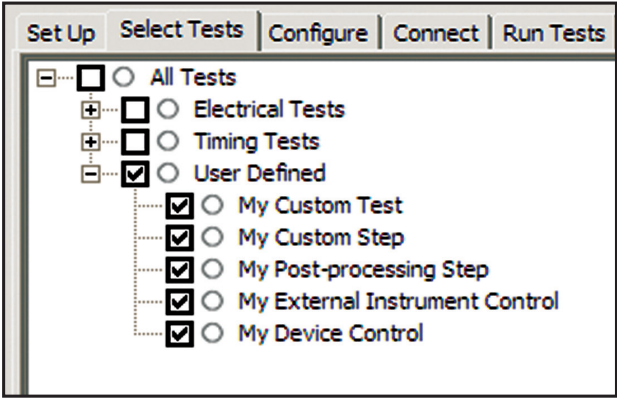 Set Up Select Tests Configure Connect Run Tests
All Tests
Electrical Tests
Timing Tests
User Defined
My Custom Test
My Custom Step
My Post-processing Step
My External Instrument Control
My Device Control